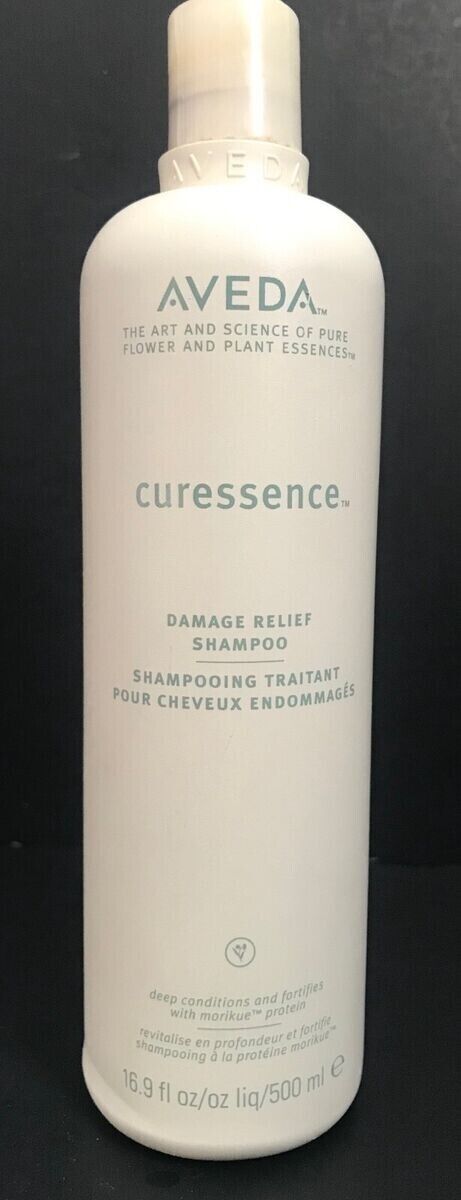 AVEDA
AVEDA™
THE ART AND SCIENCE OF PURE
FLOWER AND PLANT ESSENCES™
curessence™
DAMAGE RELIEF
SHAMPOO
SHAMPOOING TRAITANT
POUR CHEVEUX ENDOMMAGÉS
deep conditions and fortifies
with morikue™ protein
revitalise en profondeur et fortifie
shampooing à la protéine morikue™
16.9 fl oz/oz liq/500 ml ℮